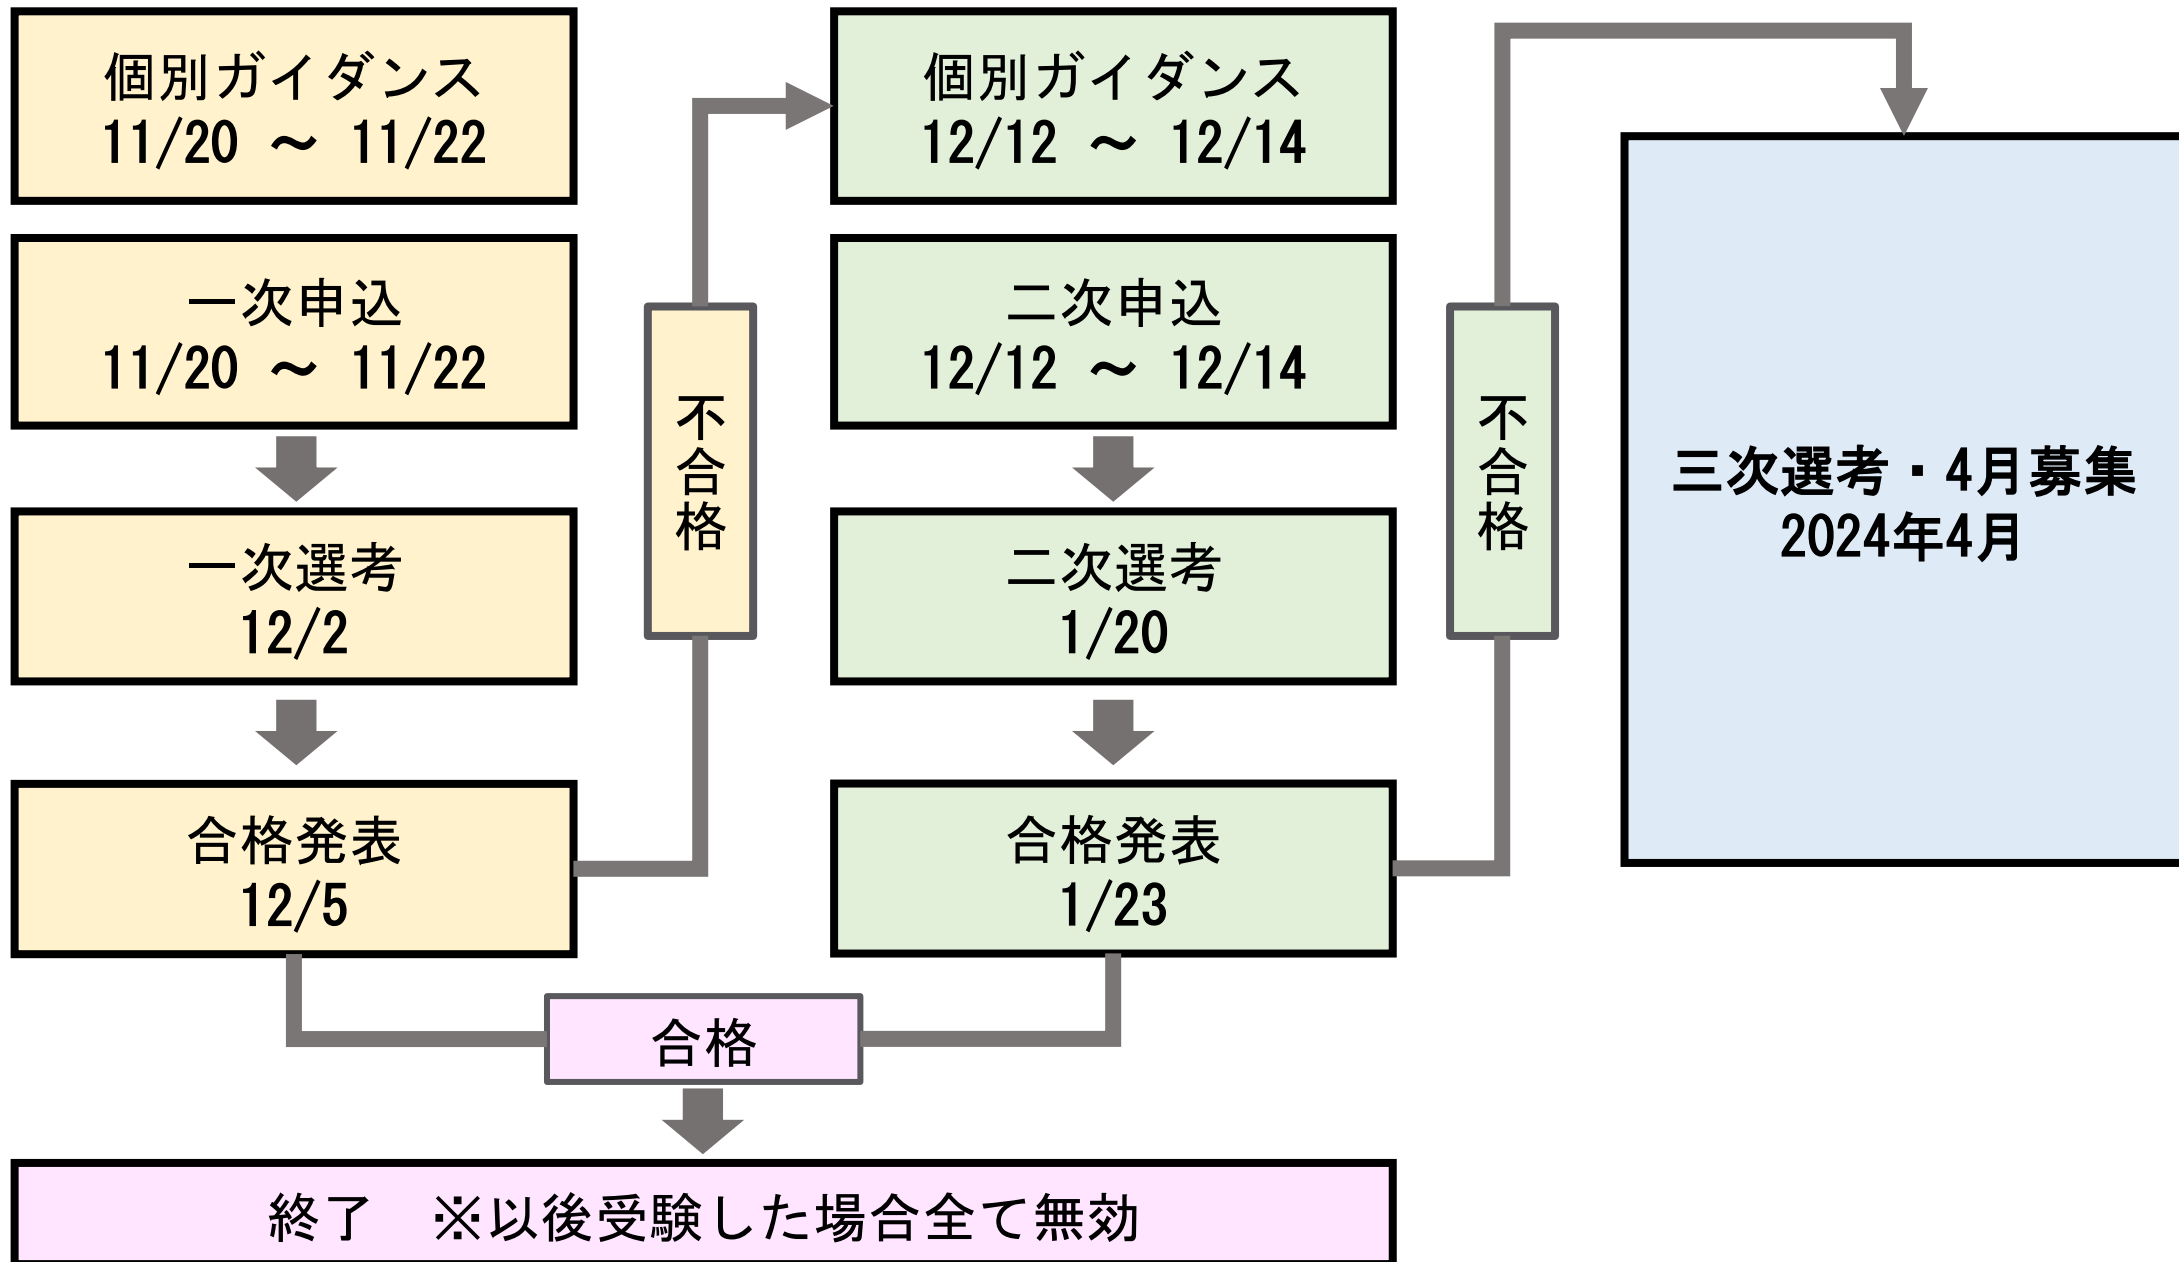 個別ガイダンス
11/20 ～ 11/22
一次申込
11/20 ～ 11/22
一次選考
12/2
合格発表
12/5
不合格
個別ガイダンス
12/12 ～ 12/14
二次申込
12/12 ～ 12/14
二次選考
1/20
合格発表
1/23
不合格
三次選考・4月募集
2024年4月
合格
終了　※以後受験した場合全て無効